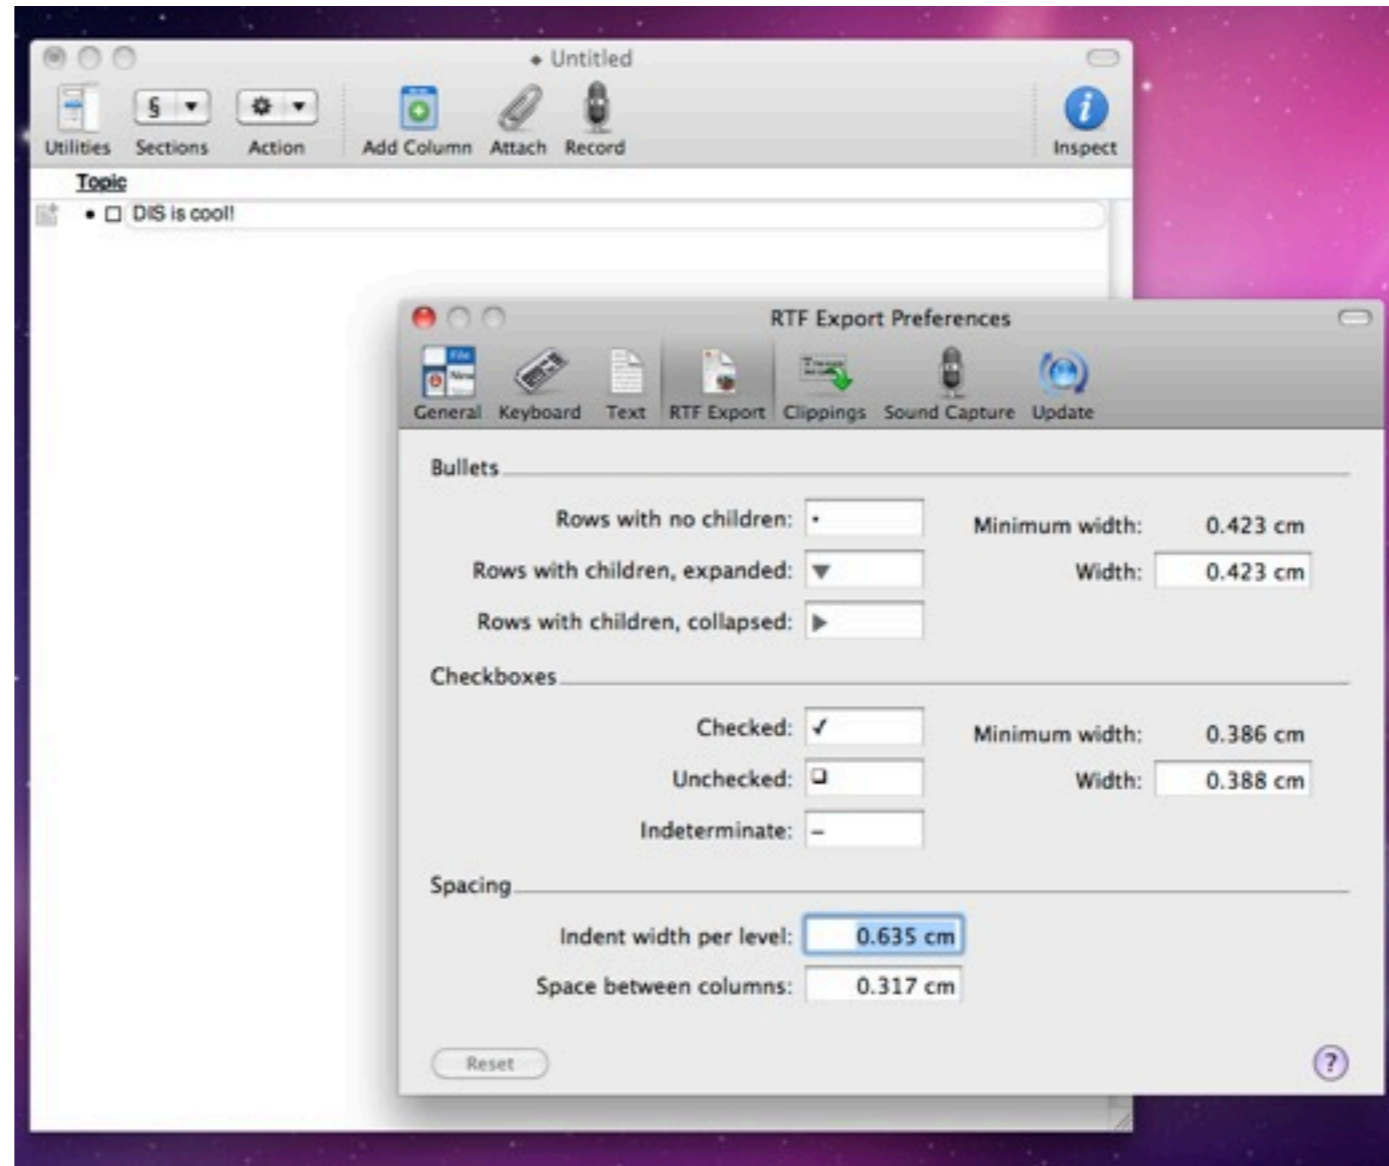 ◆ Untitled
§
Utilities Sections Action Add Column Attach Record Inspect
Topic
• DIS is cool!
RTF Export Preferences
File
New
General Keyboard Text RTF Export Clippings Sound Capture Update
Bullets
Rows with no children: • Minimum width: 0.423 cm
Rows with children, expanded: ▼ Width: 0.423 cm
Rows with children, collapsed: ▶
Checkboxes
Checked: ✓ Minimum width: 0.386 cm
Unchecked: ❏ Width: 0.388 cm
Indeterminate: –
Spacing
Indent width per level: 0.635 cm
Space between columns: 0.317 cm
Reset ?